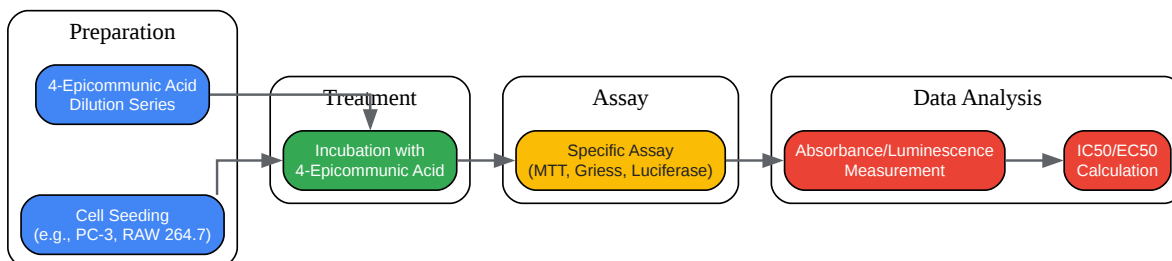 Preparation
4-Epicommunic Acid
Dilution Series
Cell Seeding
(e.g., PC-3, RAW 264.7)
Treatment
Incubation with
4-Epicommunic Acid
Assay
Specific Assay
(MTT, Griess, Luciferase)
Data Analysis
Absorbance/Luminescence
Measurement
IC50/EC50
Calculation